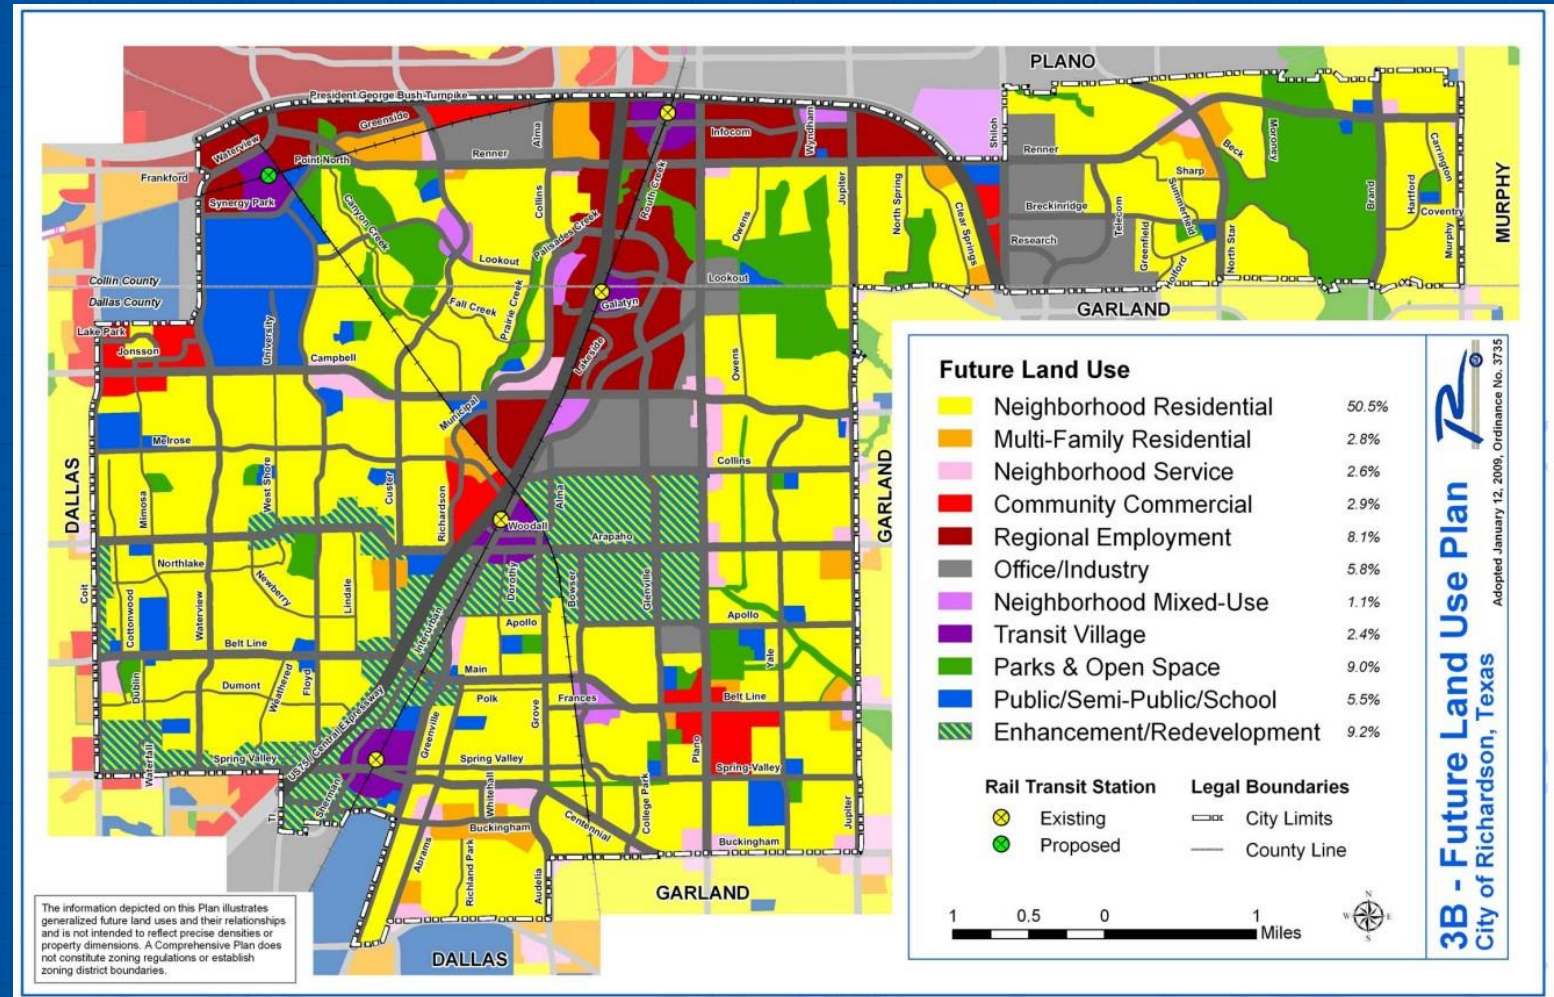 PLANO
President George Bush Turnpike
Greenside
Alma
Infocom
Wyndham
Shiloh
Waterview
Point North
Renner
Renner
Beck
Moroney
Carrington
Frankford
Synergy Park
Canyon Creek
Collins
Routh Creek
Palisades Creek
Owens
Jupiter
North Spring
Clear Springs
Breckinridge
Telecom
Sharp
Summerfield
Brand
Hartford
Coventry
MURPHY
Research
Greenfield
Holford
North Star
Murphy
Collin County
Dallas County
Lookout
Lookout
Fall Creek
Prairie Creek
Galatyn
GARLAND
Lake Park
Jonsson
University
Campbell
Lakeside
Owens
Municipal
Melrose
DALLAS
Mimosa
West Shore
Custer
Richardson
Collins
GARLAND
Alma
Woodall
Arapaho
Northlake
Newberry
Lindale
Coit
Cottonwood
Waterview
Dorothy
Bowser
Glenville
Interurban
Apollo
Apollo
Belt Line
Main
Yale
Dublin
Dumont
Weathered
Floyd
Polk
Frances
Belt Line
Grove
US75 / Central Expressway
Greenville
Plano
Waterfall
Spring Valley
Spring Valley
Spring-Valley
Sherman
TI
Whitehall
College Park
Jupiter
Buckingham
Centennial
Buckingham
Abrams
Richland Park
Audelia
GARLAND
DALLAS
Future Land Use
Neighborhood Residential 50.5%
Multi-Family Residential 2.8%
Neighborhood Service 2.6%
Community Commercial 2.9%
Regional Employment 8.1%
Office/Industry 5.8%
Neighborhood Mixed-Use 1.1%
Transit Village 2.4%
Parks & Open Space 9.0%
Public/Semi-Public/School 5.5%
Enhancement/Redevelopment 9.2%
Rail Transit Station Legal Boundaries
Existing City Limits
Proposed County Line
1 0.5 0 1
Miles
N
W E
S
3B - Future Land Use Plan
City of Richardson, Texas
Adopted January 12, 2009, Ordinance No. 3735
The information depicted on this Plan illustrates
generalized future land uses and their relationships
and is not intended to reflect precise densities or
property dimensions. A Comprehensive Plan does
not constitute zoning regulations or establish
zoning district boundaries.